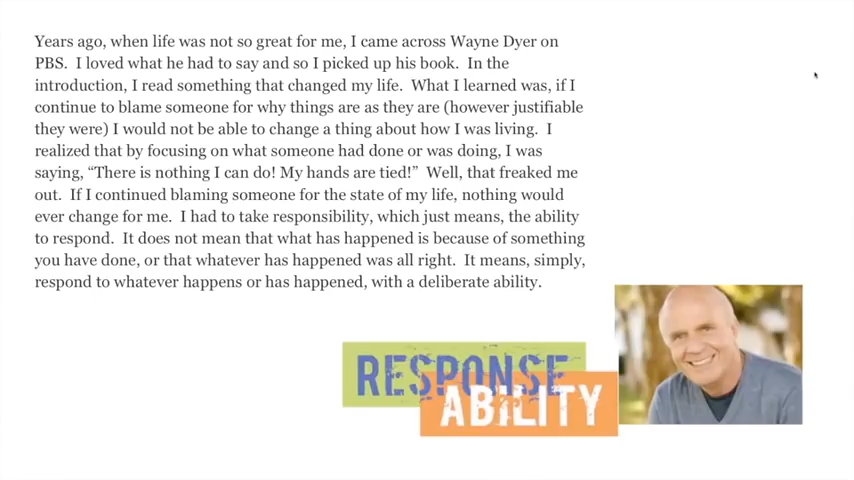 Years ago, when life was not so great for me, I came across Wayne Dyer on
PBS.  I loved what he had to say and so I picked up his book.  In the
introduction, I read something that changed my life.  What I learned was, if I
continue to blame someone for why things are as they are (however justifiable
they were) I would not be able to change a thing about how I was living.  I
realized that by focusing on what someone had done or was doing, I was
saying, “There is nothing I can do! My hands are tied!”  Well, that freaked me
out.  If I continued blaming someone for the state of my life, nothing would
ever change for me.  I had to take responsibility, which just means, the ability
to respond.  It does not mean that what has happened is because of something
you have done, or that whatever has happened was all right.  It means, simply,
respond to whatever happens or has happened, with a deliberate ability.
RESPONSE
ABILITY